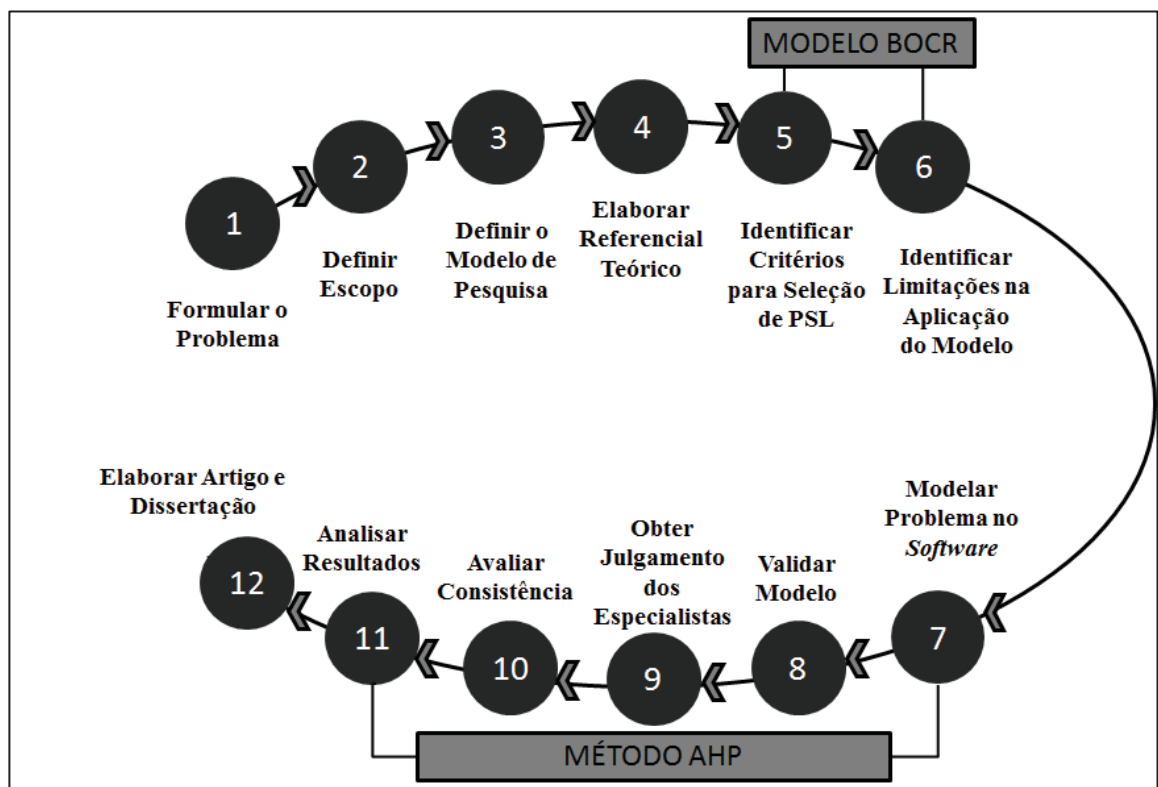 MODELO BOCR
1
Formular o
Problema
2
Definir
Escopo
3
Definir o
Modelo de
Pesquisa
4
Elaborar
Referencial
Teórico
5
Identificar
Critérios
para Seleção
de PSL
6
Identificar
Limitações na
Aplicação
do Modelo
Modelar
Problema no
Software
7
Validar
Modelo
8
Obter
Julgamento
dos
Especialistas
9
Avaliar
Consistência
10
Analisar
Resultados
11
Elaborar Artigo e
Dissertação
12
MÉTODO AHP